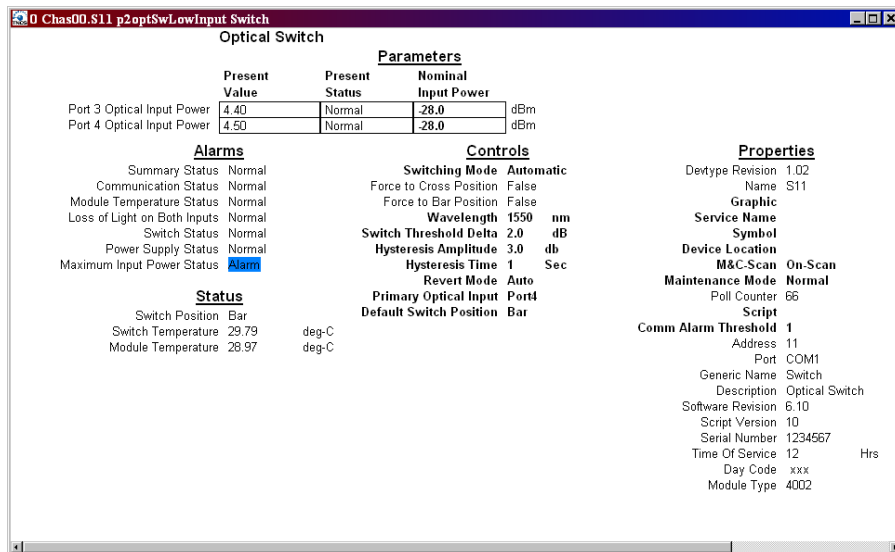 0 Chas00.S11 p2optSwLowInput Switch
Optical Switch
Parameters
Present Value Present Status Nominal Input Power
Port 3 Optical Input Power 4.40 Normal -28.0 dBm
Port 4 Optical Input Power 4.50 Normal -28.0 dBm
Alarms
Summary Status Normal
Communication Status Normal
Module Temperature Status Normal
Loss of Light on Both Inputs Normal
Switch Status Normal
Power Supply Status Normal
Maximum Input Power Status Alarm
Status
Switch Position Bar
Switch Temperature 29.79 deg-C
Module Temperature 28.97 deg-C
Controls
Switching Mode Automatic
Force to Cross Position False
Force to Bar Position False
Wavelength 1550 nm
Switch Threshold Delta 2.0 dB
Hysteresis Amplitude 3.0 db
Hysteresis Time 1 Sec
Revert Mode Auto
Primary Optical Input Port4
Default Switch Position Bar
Properties
Devtype Revision 1.02
Name S11
Graphic
Service Name
Symbol
Device Location
M&C-Scan On-Scan
Maintenance Mode Normal
Poll Counter 66
Script
Comm Alarm Threshold 1
Address 11
Port COM1
Generic Name Switch
Description Optical Switch
Software Revision 6.10
Script Version 10
Serial Number 1234567
Time Of Service 12 Hrs
Day Code xxx
Module Type 4002